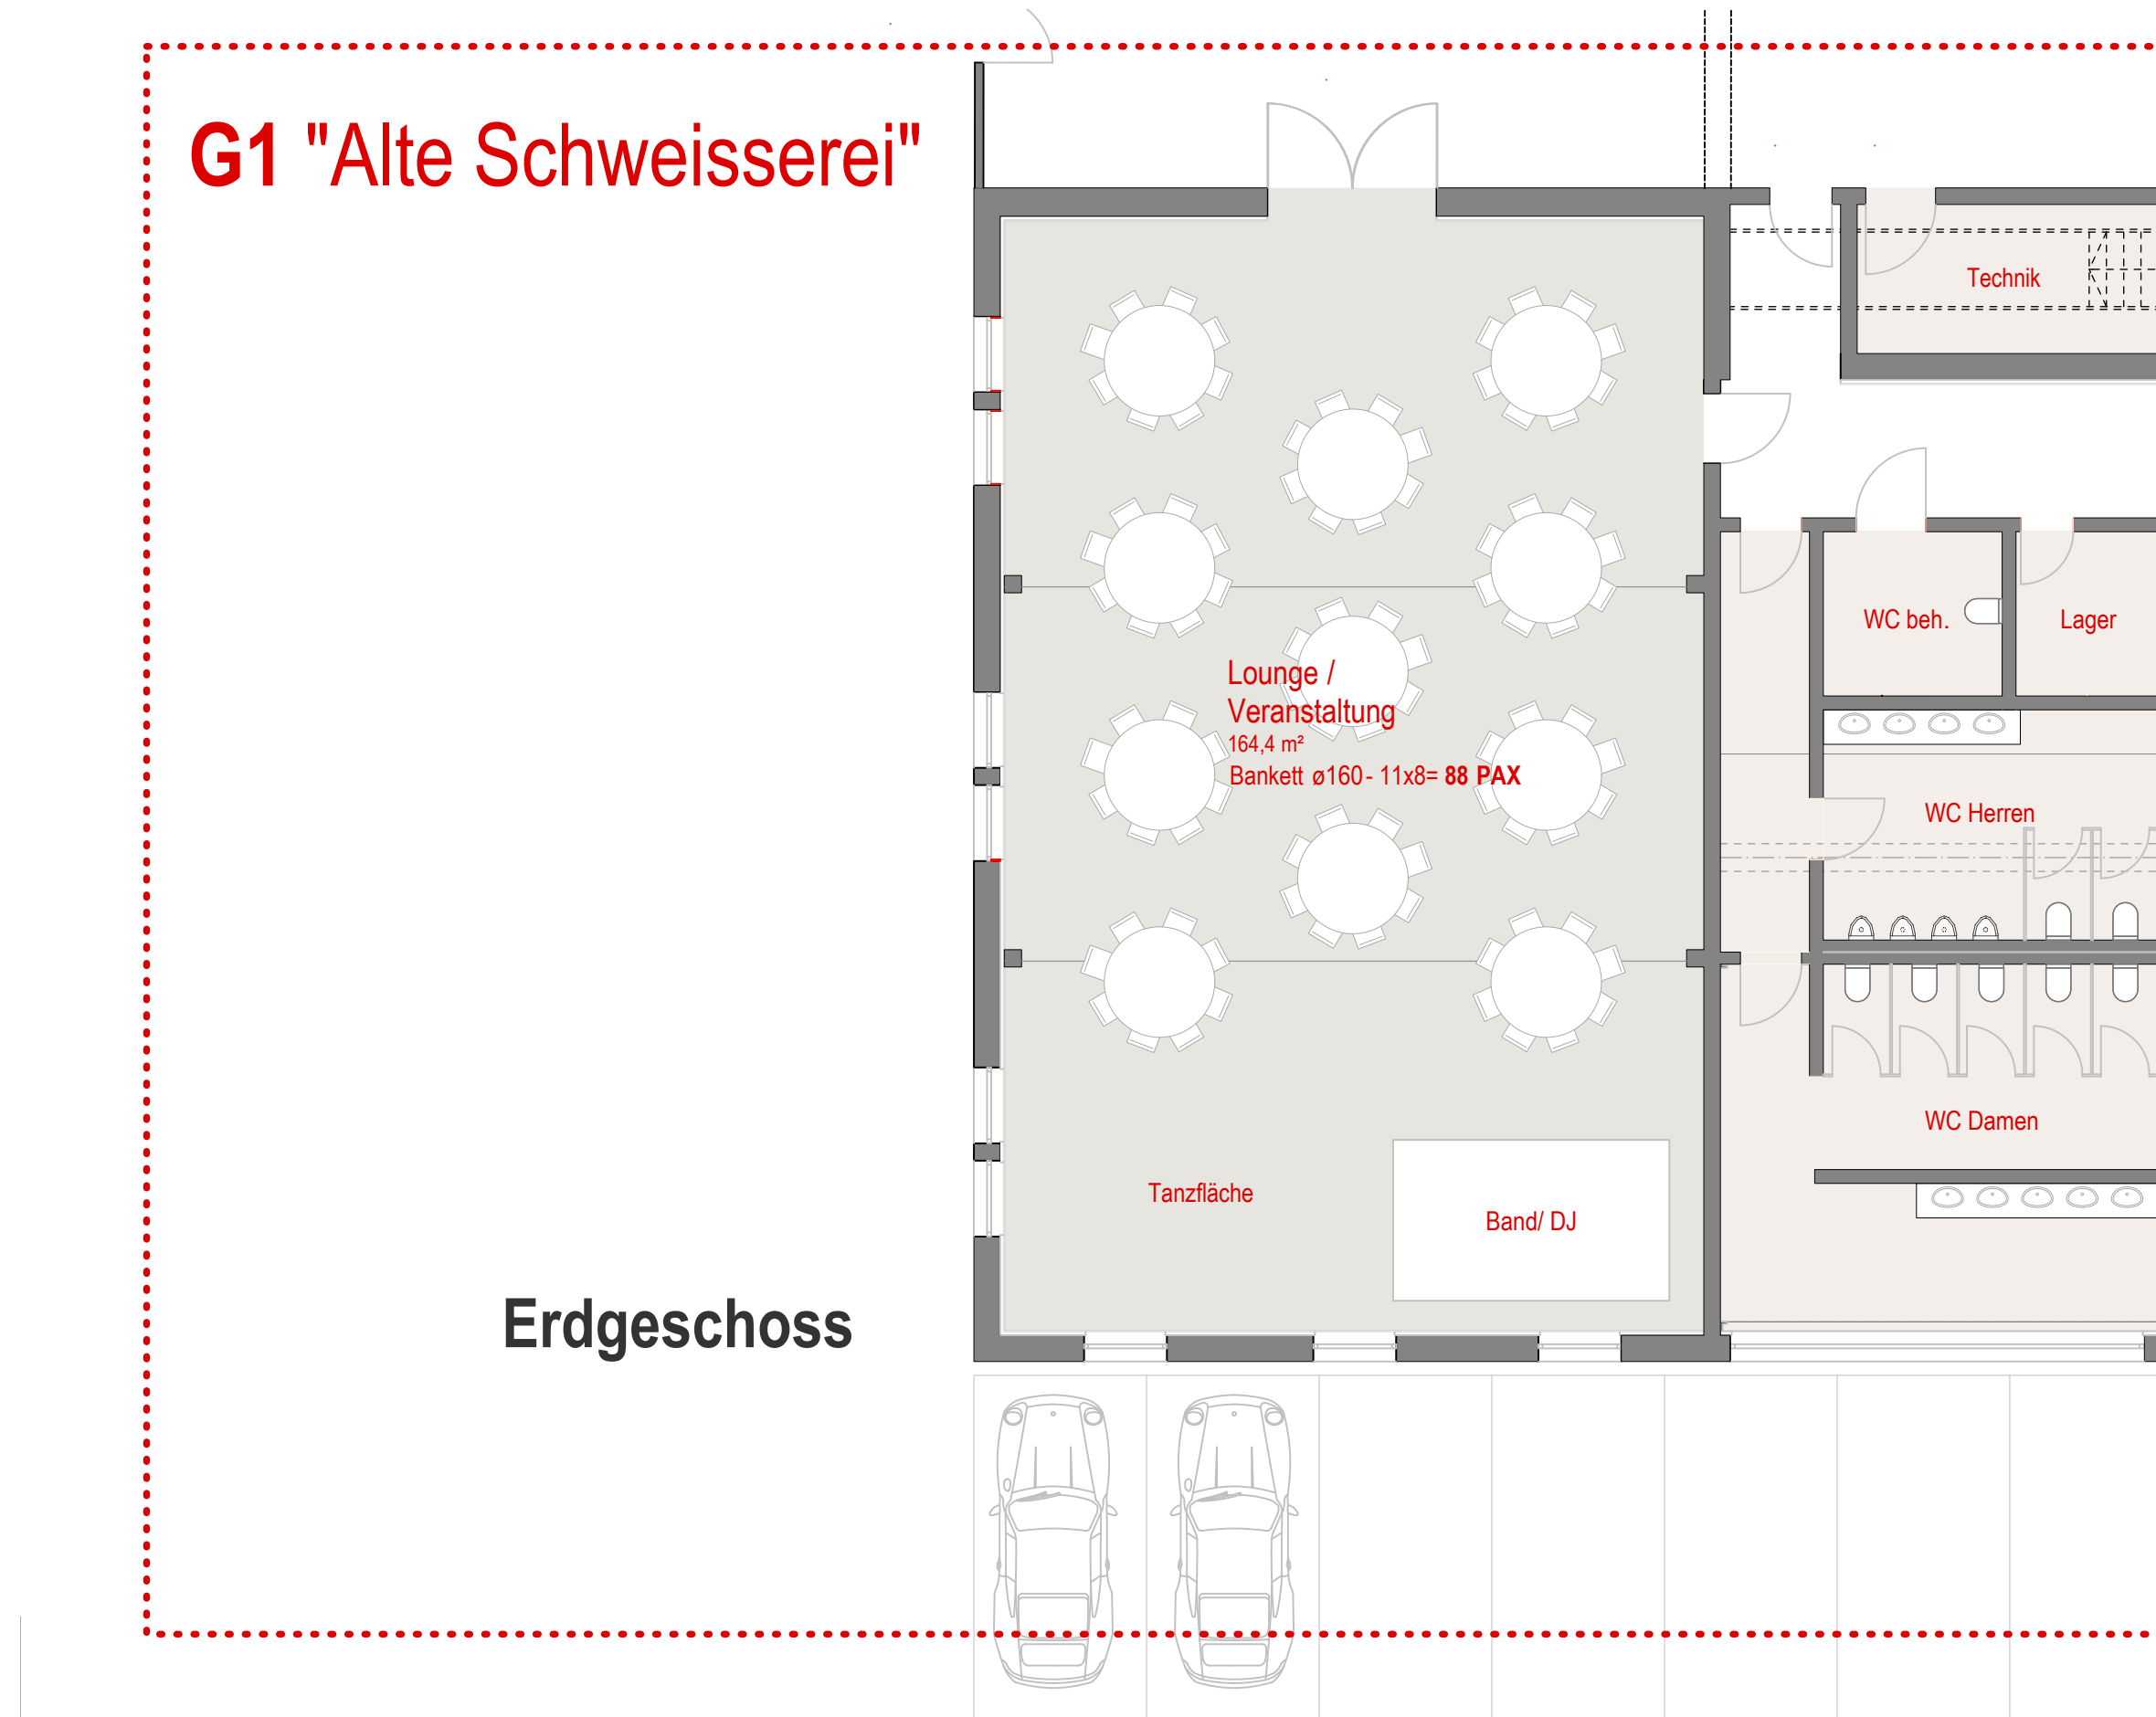 G1 "Alte Schweisserei"
Technik
WC beh.
Lager
Lounge /
Veranstaltung
164,4 m²
Bankett ø160 - 11x8= 88 PAX
WC Herren
WC Damen
Tanzfläche
Band/ DJ
Erdgeschoss